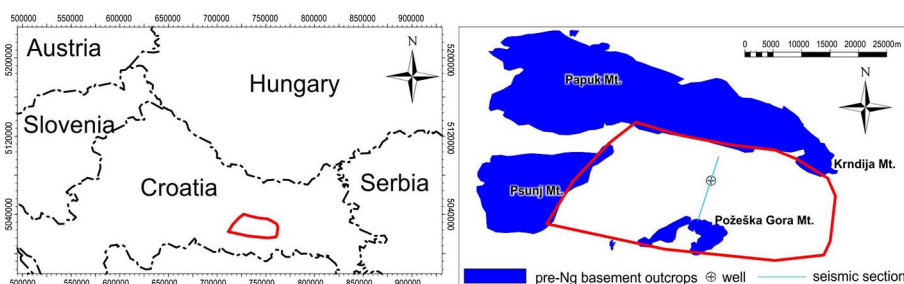 500000 550000 600000 650000 700000 750000 800000 850000 900000
Austria
Hungary
Slovenia
Croatia
Serbia
N
5200000
5120000
5040000
5200000
5120000
5040000
500000 550000 600000 650000 700000 750000 800000 850000 900000
0 5000 10000 15000 20000 25000m
N
Papuk Mt.
Krndija Mt.
Psunj Mt.
Požeška Gora Mt.
pre-Ng basement outcrops well seismic section